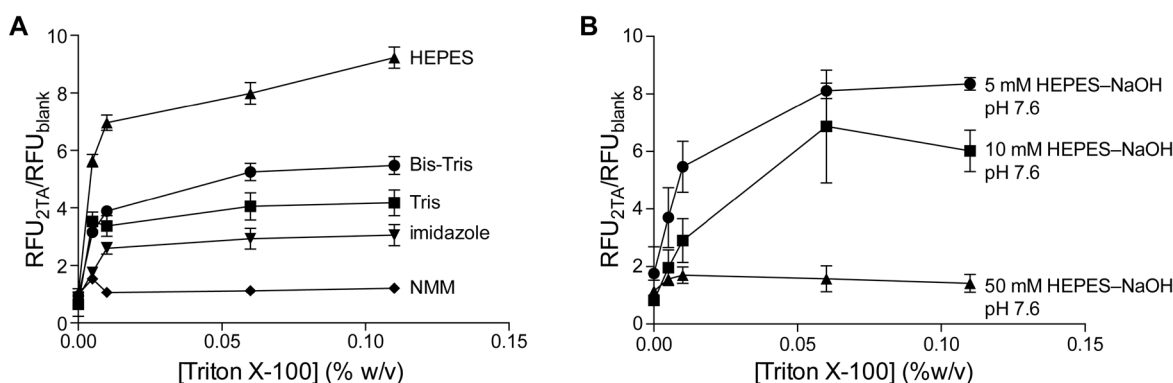 A
10
8
6
4
2
0
0.00
0.05
0.10
0.15
RFU2TA/RFUblank
[Triton X-100] (% w/v)
HEPES
Bis-Tris
Tris
imidazole
NMM
B
10
8
6
4
2
0
0.00
0.05
0.10
0.15
RFU2TA/RFUblank
[Triton X-100] (%w/v)
5 mM HEPES–NaOH
pH 7.6
10 mM HEPES–NaOH
pH 7.6
50 mM HEPES–NaOH
pH 7.6